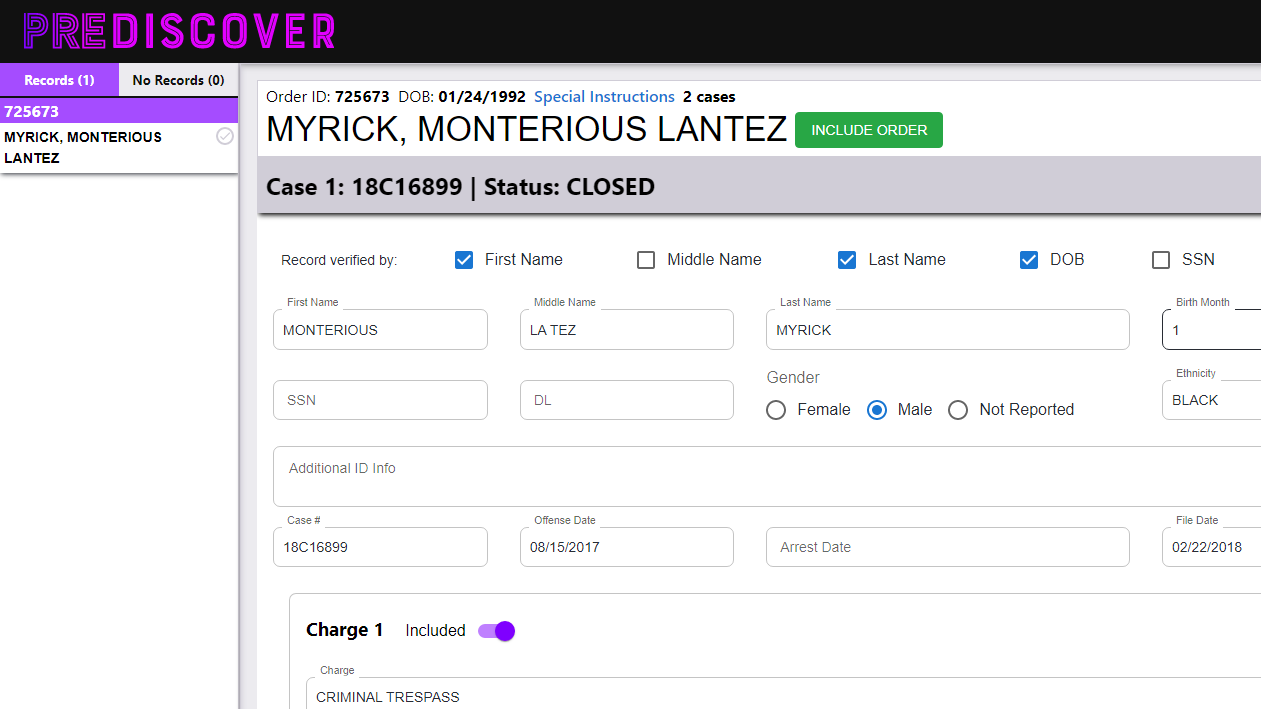 PREDISCOVER
Records (1) No Records (0)
725673
MYRICK, MONTERIOUS
LANTEZ
Order ID: 725673 DOB: 01/24/1992 Special Instructions 2 cases
MYRICK, MONTERIOUS LANTEZ INCLUDE ORDER
Case 1: 18C16899 | Status: CLOSED
Record verified by: First Name Middle Name Last Name DOB SSN
First Name Middle Name Last Name Birth Month
MONTERIOUS LA TEZ MYRICK 1
Gender Ethnicity
SSN DL Female Male Not Reported BLACK
Additional ID Info
Case # Offense Date File Date
18C16899 08/15/2017 Arrest Date 02/22/2018
Charge 1 Included
Charge
CRIMINAL TRESPASS